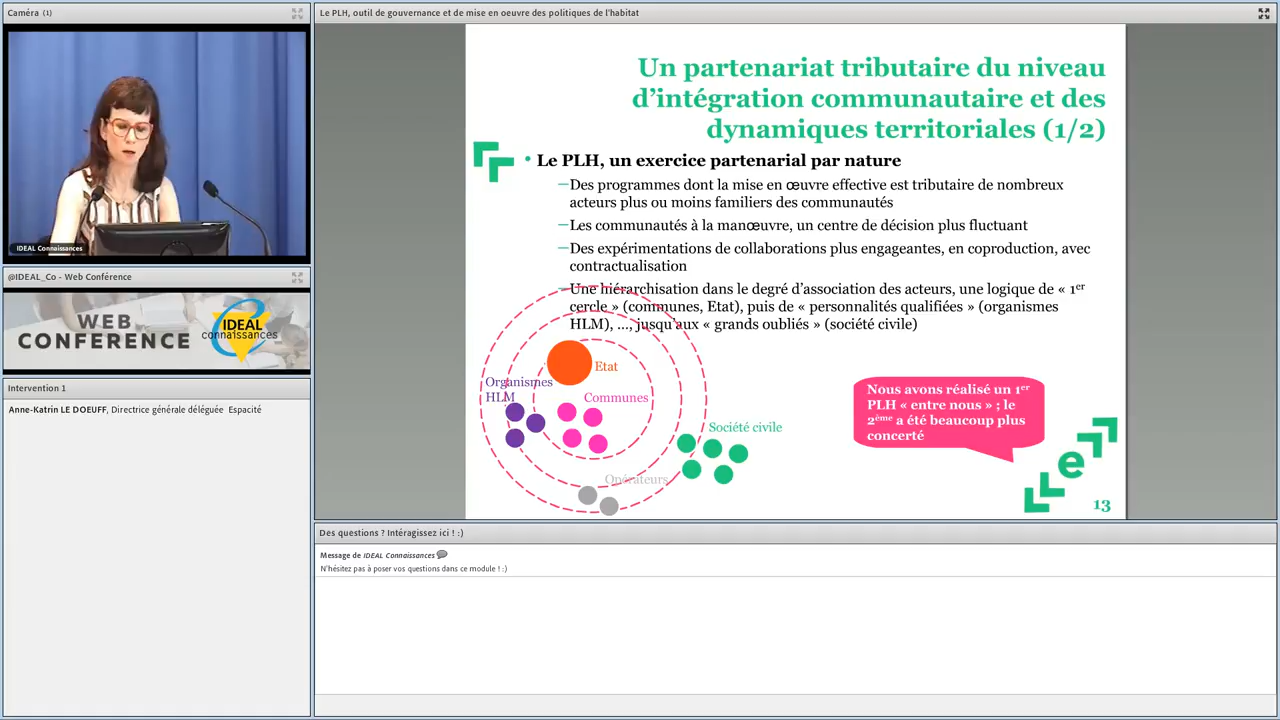 Caméra (1)
IDEAL Connaissances
@IDEAL_Co - Web Conférence
WEB
CONFERENCE
IDEAL
connaissances
Intervention 1
Anne-Katrin LE DOEUFF, Directrice générale déléguée Espacité
Le PLH, outil de gouvernance et de mise en oeuvre des politiques de l'habitat
Un partenariat tributaire du niveau
d’intégration communautaire et des
dynamiques territoriales (1/2)
• Le PLH, un exercice partenarial par nature
–Des programmes dont la mise en œuvre effective est tributaire de nombreux
acteurs plus ou moins familiers des communautés
–Les communautés à la manœuvre, un centre de décision plus fluctuant
–Des expérimentations de collaborations plus engageantes, en coproduction, avec
contractualisation
–Une hiérarchisation dans le degré d’association des acteurs, une logique de « 1er
cercle » (communes, Etat), puis de « personnalités qualifiées » (organismes
HLM), …, jusqu’aux « grands oubliés » (société civile)
Etat
Organismes
HLM
Communes
Société civile
Opérateurs
Nous avons réalisé un 1er
PLH « entre nous » ; le
2ème a été beaucoup plus
concerté
e
13
Des questions ? Intéragissez ici ! :)
Message de IDEAL Connaissances
N'hésitez pas à poser vos questions dans ce module ! :)